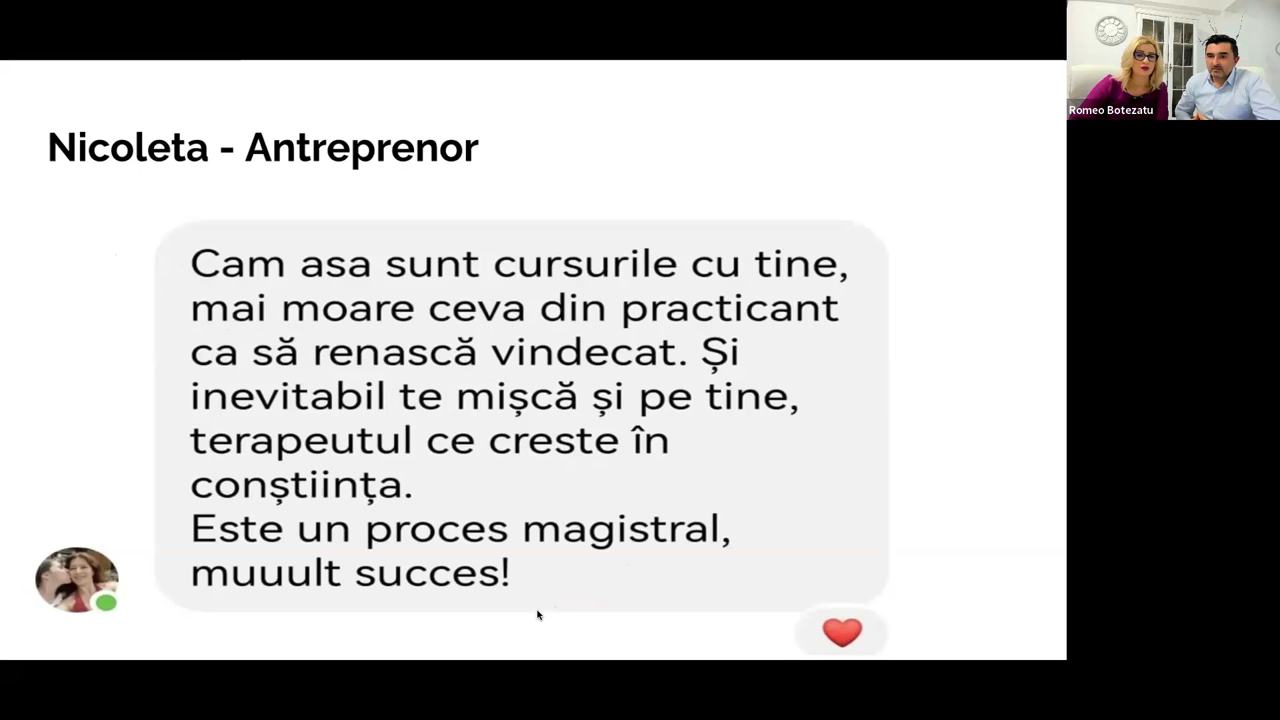 Nicoleta - Antreprenor
Cam asa sunt cursurile cu tine,
mai moare ceva din practicant
ca să renască vindecat. Și
inevitabil te mișcă și pe tine,
terapeutul ce creste în
conștiința.
Este un proces magistral,
muuult succes!
Romeo Botezatu